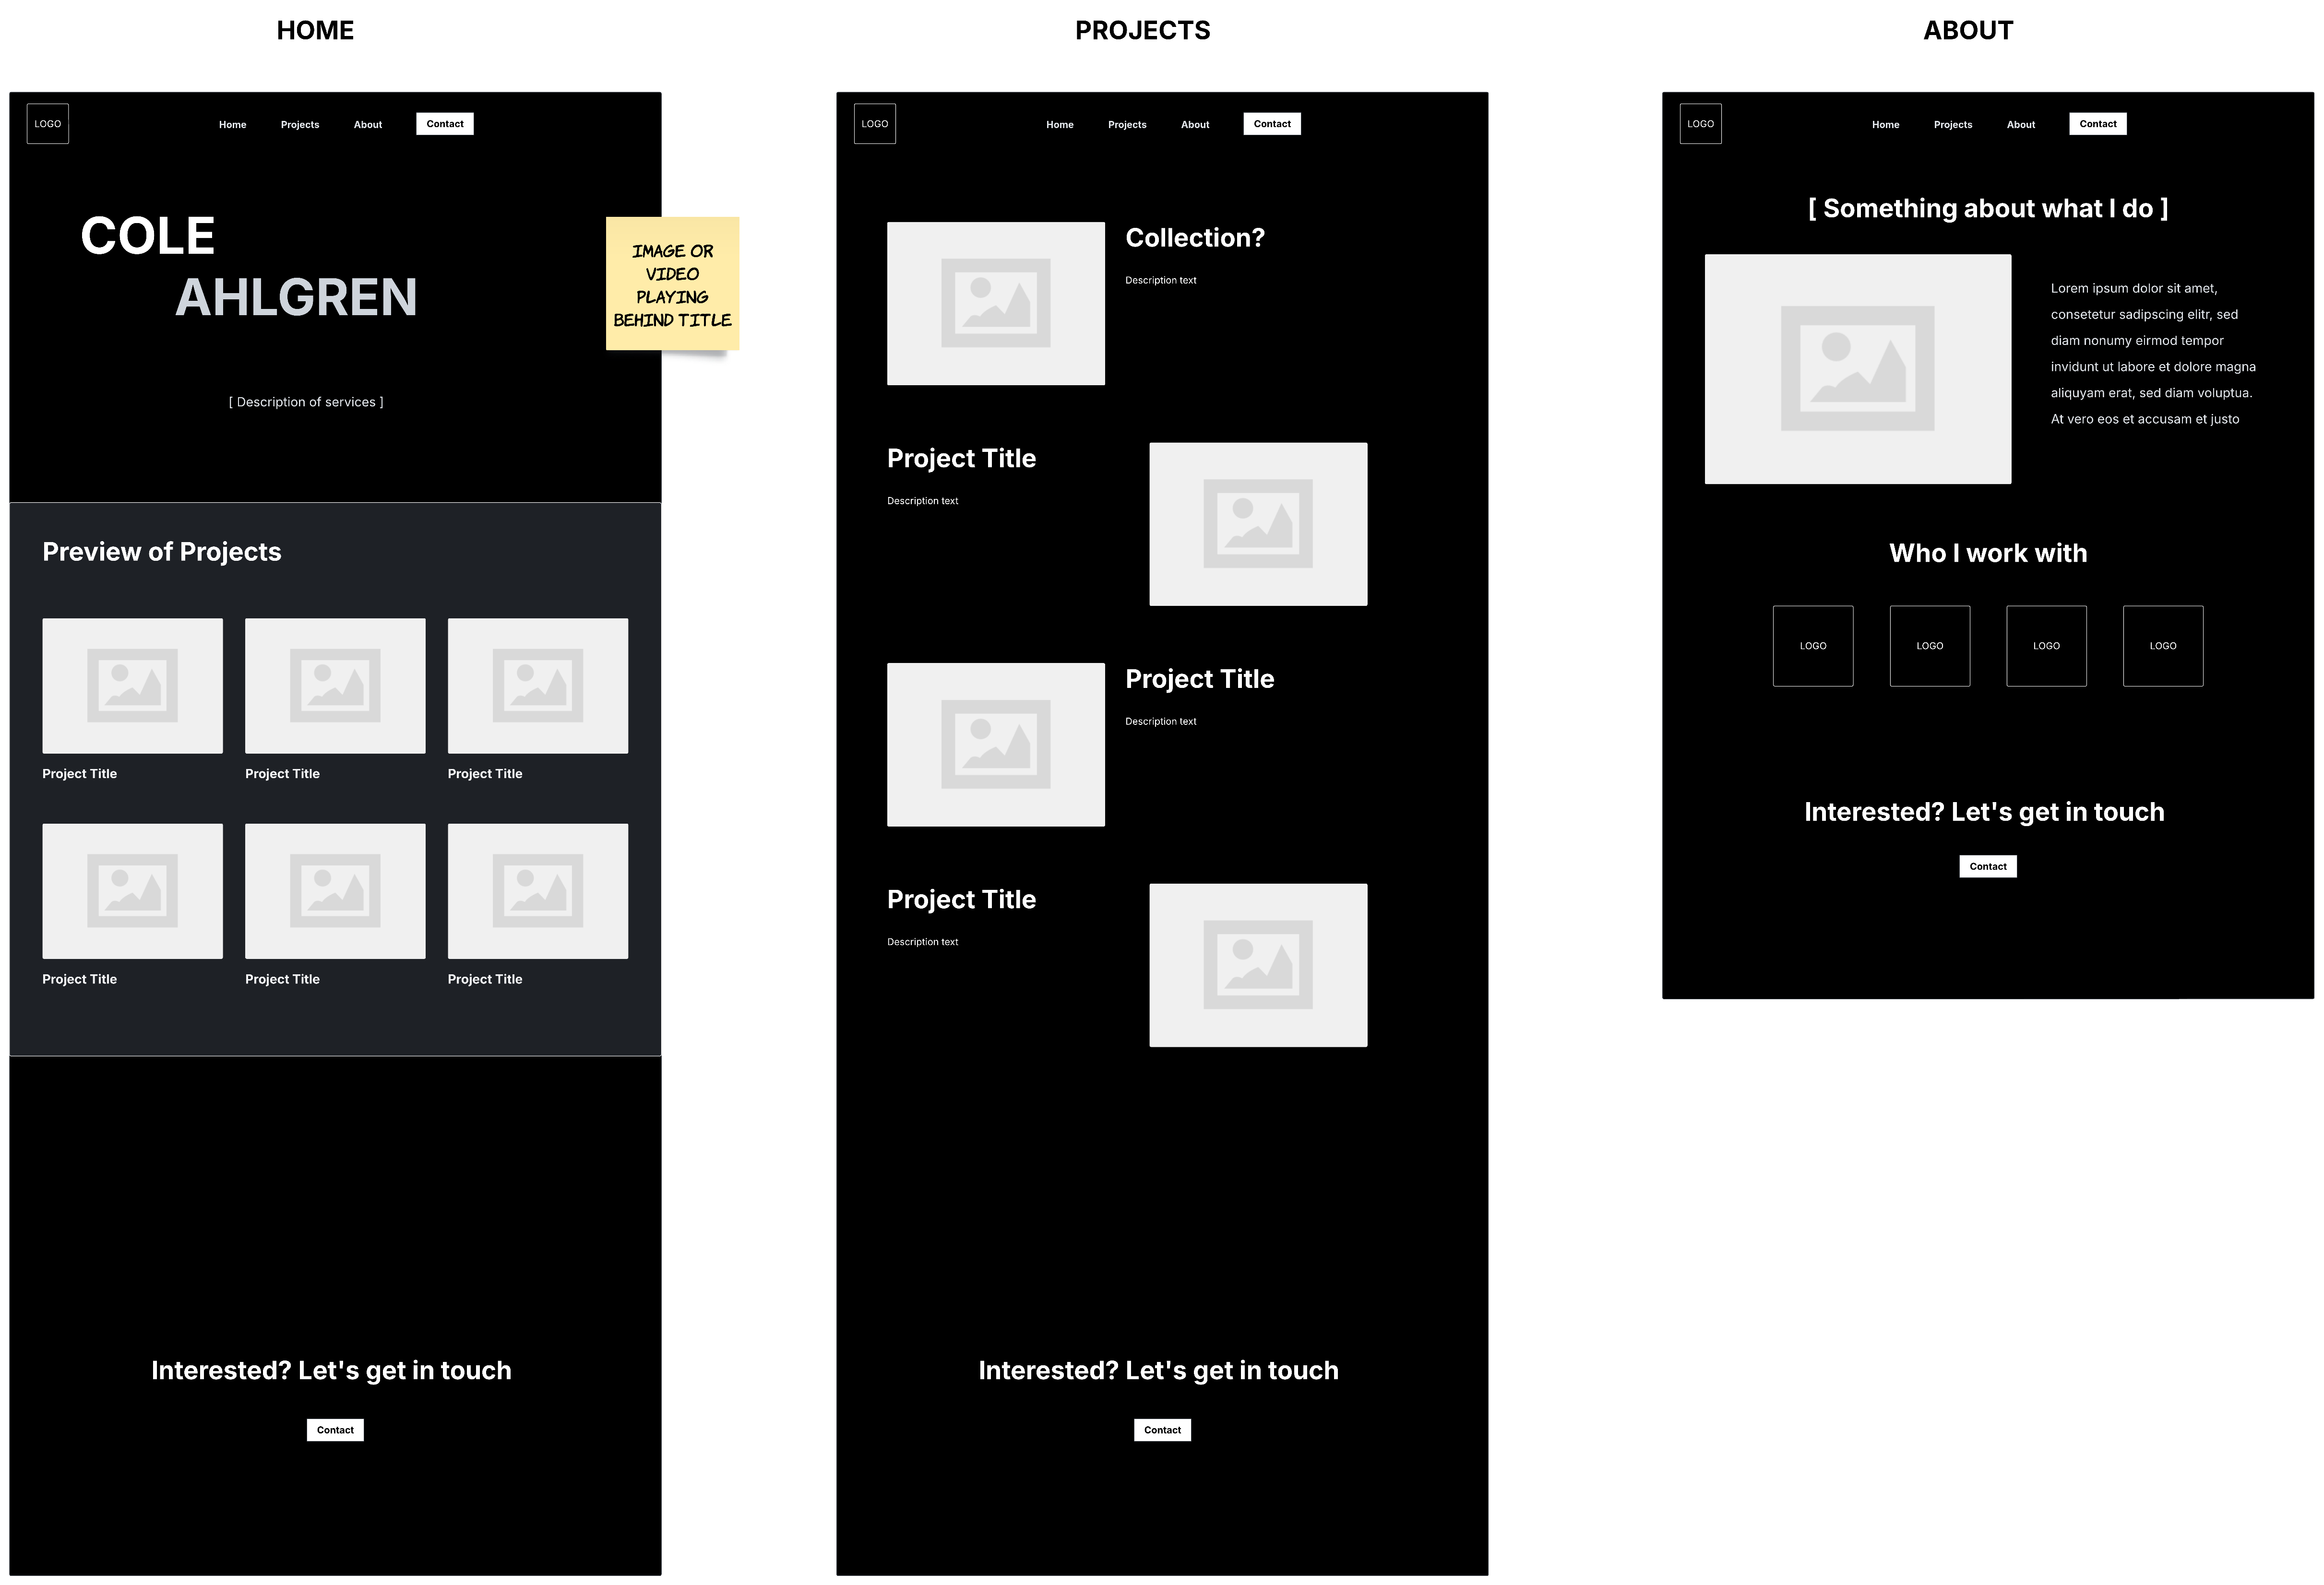 HOME
LOGO
Home
Projects
About
Contact
COLE
AHLGREN
IMAGE OR
VIDEO
PLAYING
BEHIND TITLE
[ Description of services ]
Preview of Projects
Project Title
Project Title
Project Title
Project Title
Project Title
Project Title
Interested? Let's get in touch
Contact
PROJECTS
LOGO
Home
Projects
About
Contact
Collection?
Description text
Project Title
Description text
Project Title
Description text
Project Title
Description text
Interested? Let's get in touch
Contact
ABOUT
LOGO
Home
Projects
About
Contact
[ Something about what I do ]
Lorem ipsum dolor sit amet,
consetetur sadipscing elitr, sed
diam nonumy eirmod tempor
invidunt ut labore et dolore magna
aliquyam erat, sed diam voluptua.
At vero eos et accusam et justo
Who I work with
LOGO
LOGO
LOGO
LOGO
Interested? Let's get in touch
Contact